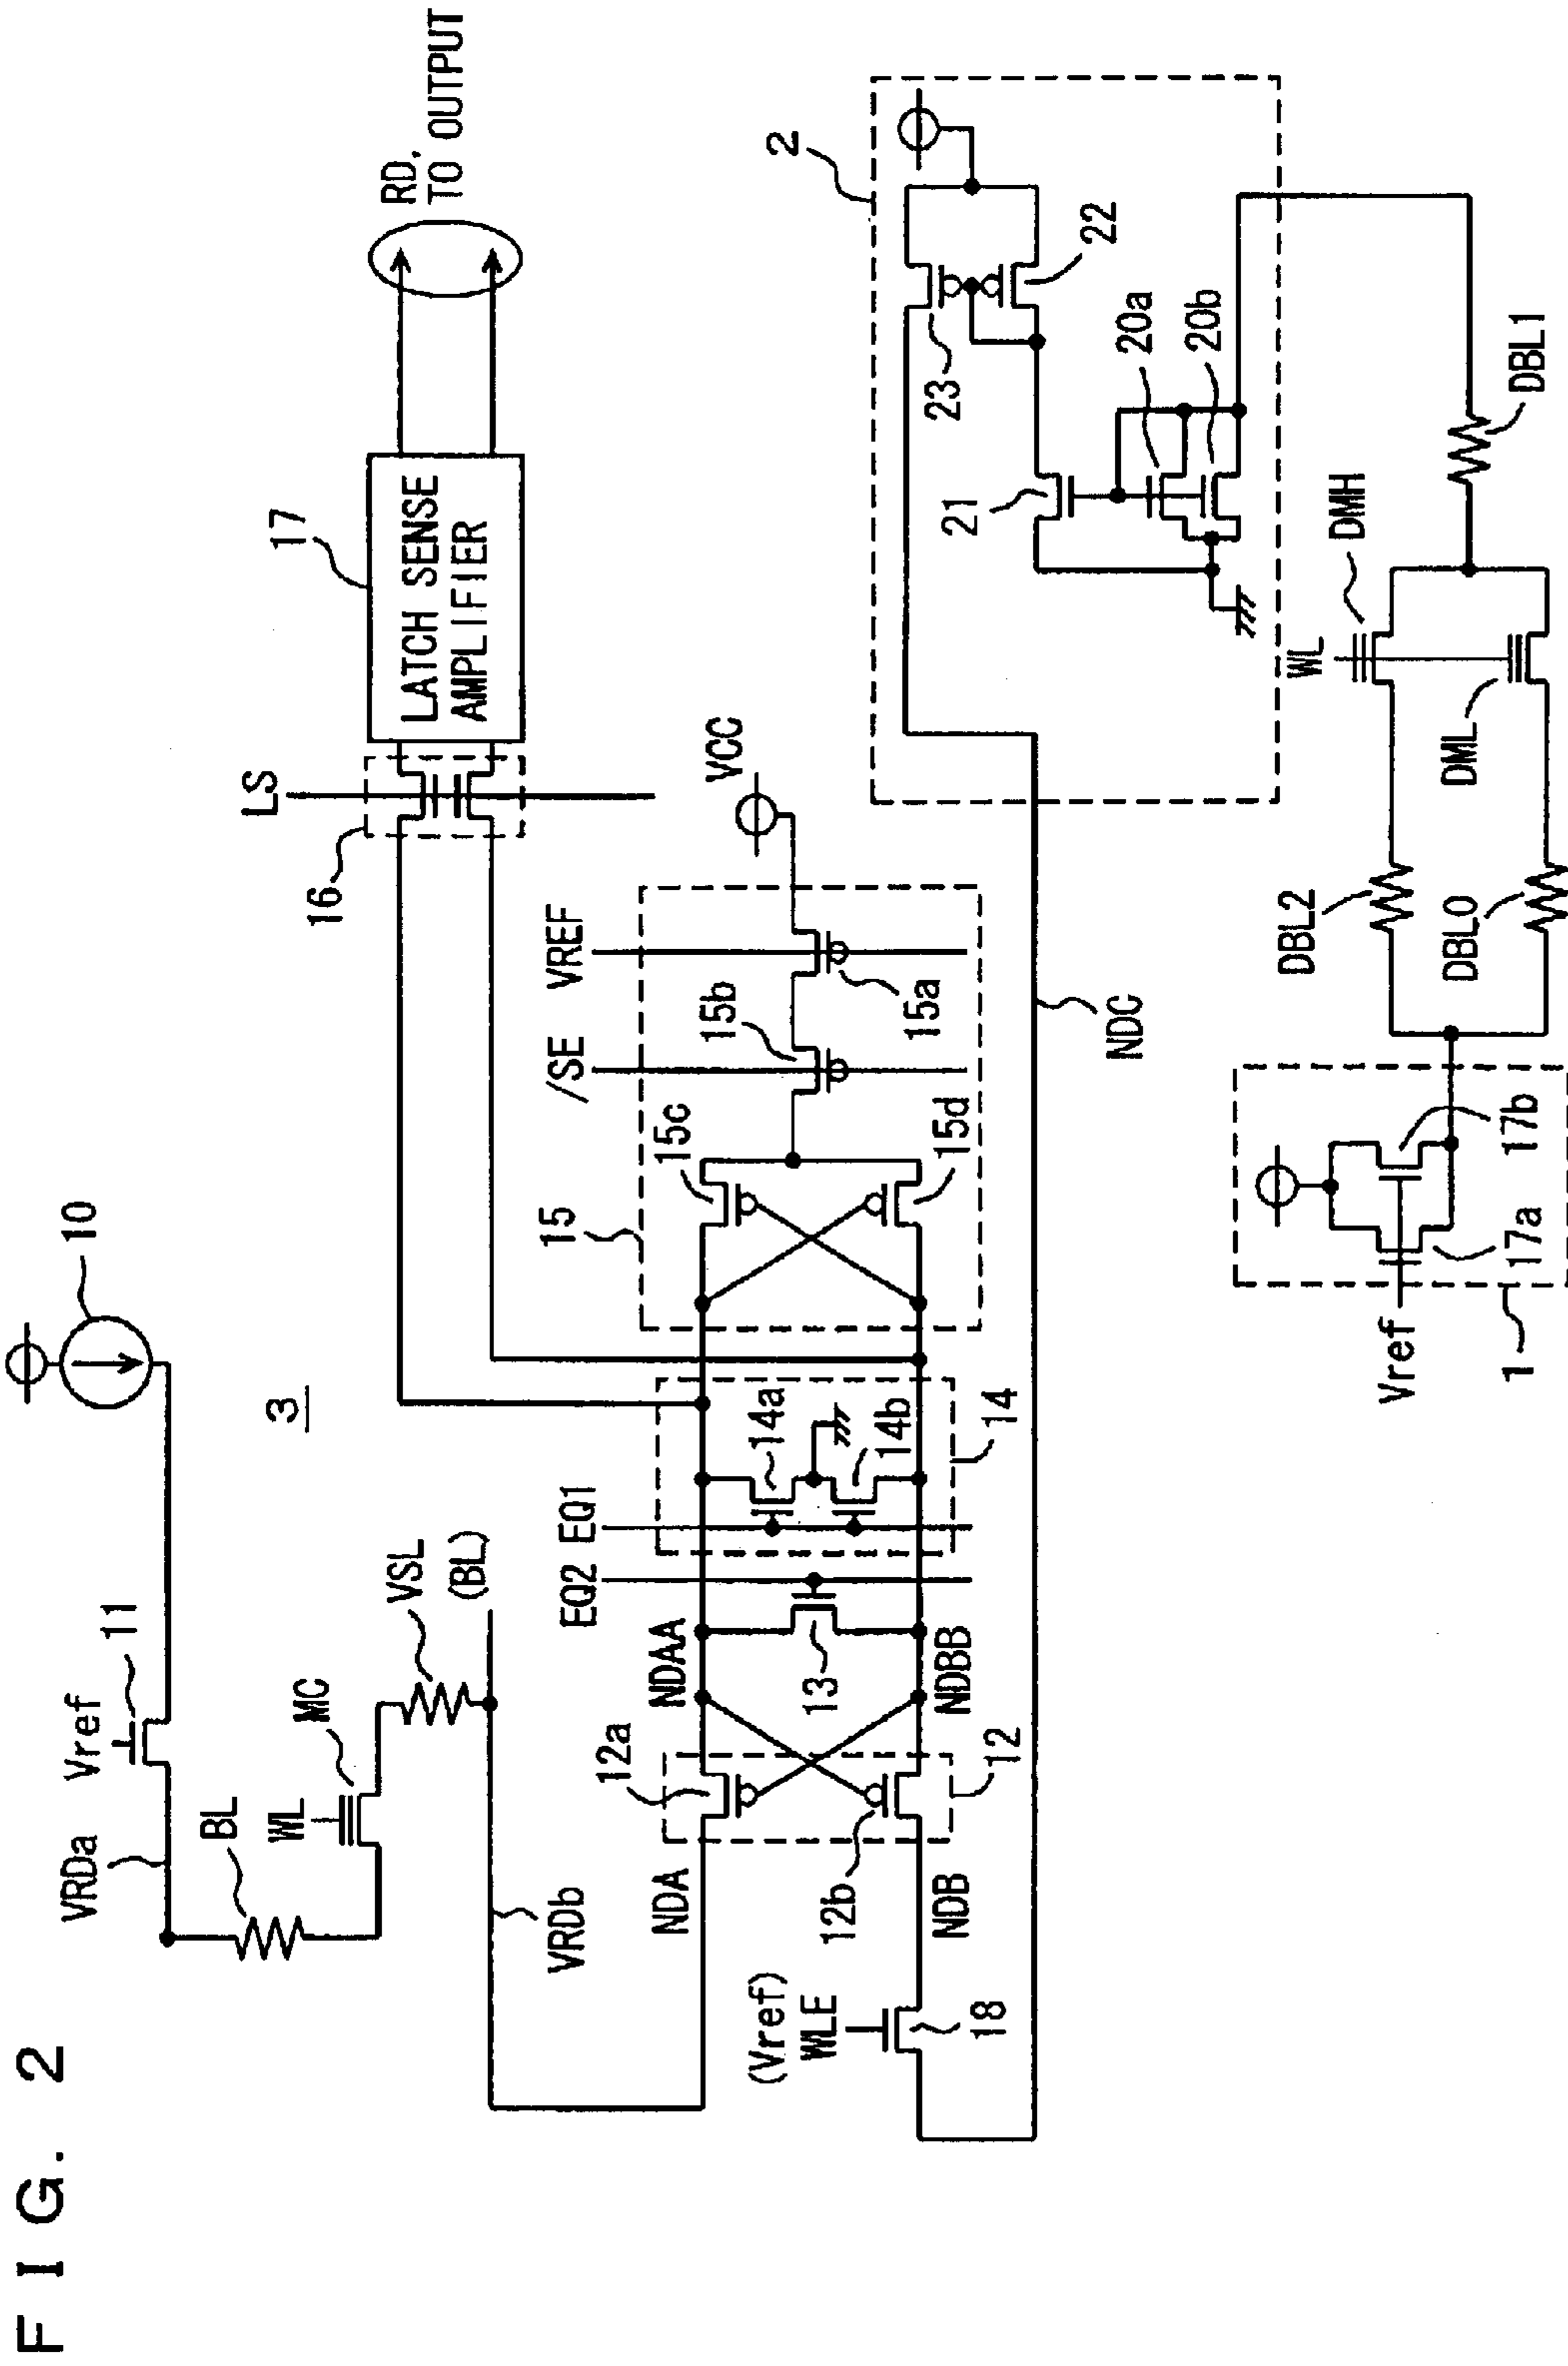 FIG. 2
10
Vref
11
VRDa
BL
WL
MC
VSL
(BL)
3
VRDb
LS
16
17
LATCH SENSE
AMPLIFIER
RD,
TO OUTPUT
NDA
12a
NDAA
EQ2
EQ1
14a
14b
14
13
12
12b
NDB
NDBB
(Vref)
WLE
18
15
15c
15d
/SE
15b
VREF
15a
VCC
NDC
2
23
22
21
20a
20b
Vref
1
17a
17b
DBL2
DBL0
WL
DMH
DML
DBL1